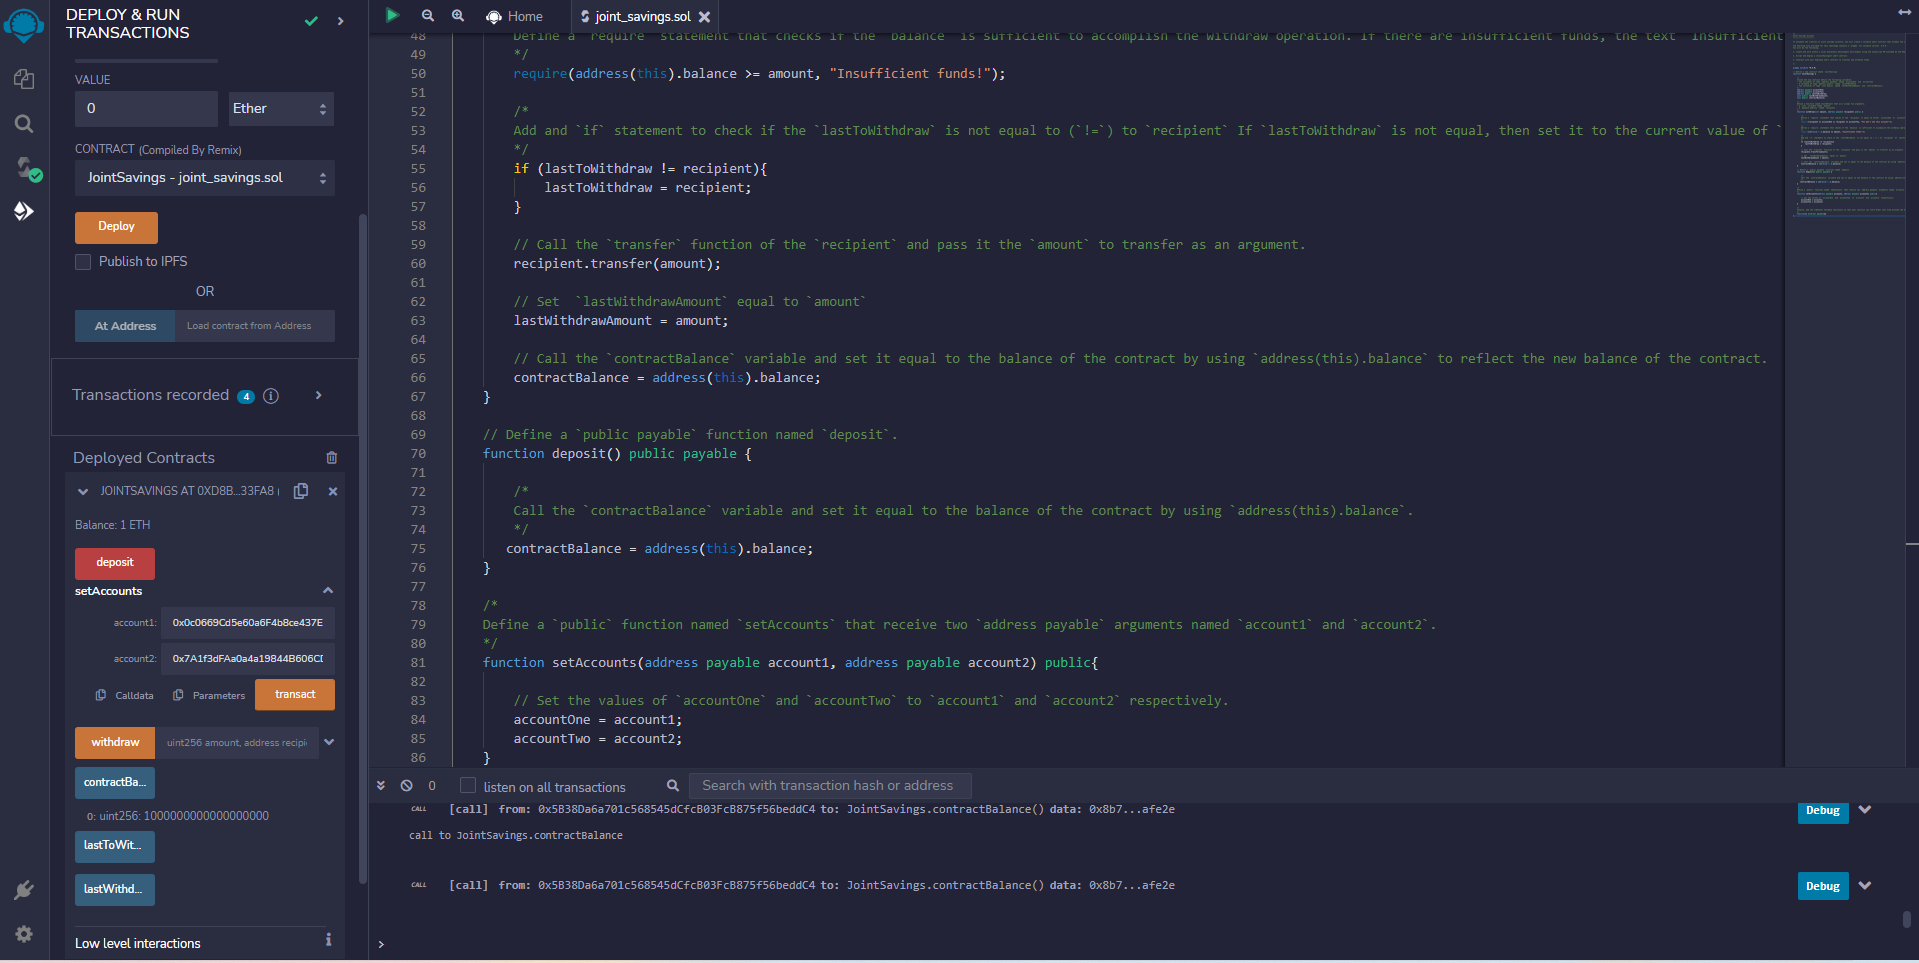 DEPLOY & RUN
TRANSACTIONS
VALUE
0
Ether
CONTRACT (Compiled By Remix)
JointSavings - joint_savings.sol
Deploy
Publish to IPFS
OR
At Address
Load contract from Address
Transactions recorded 4
Deployed Contracts
JOINTSAVINGS AT 0XD8B...33FA8 (
Balance: 1 ETH
deposit
setAccounts
account1: 0x0c0669Cd5e60a6F4b8ce437E
account2: 0x7A1f3dFAa0a4a19844B606CD
Calldata
Parameters
transact
withdraw
uint256 amount, address recipi
contractBa...
0: uint256: 1000000000000000000
lastToWit...
lastWithd...
Low level interactions
Home
joint_savings.sol
48 Define a `require` statement that checks if the `balance` is sufficient to accomplish the withdraw operation. If there are insufficient funds, the text `Insufficient
49 */
50 require(address(this).balance >= amount, "Insufficient funds!");
51
52 /*
53 Add and `if` statement to check if the `lastToWithdraw` is not equal to (`!=`) to `recipient` If `lastToWithdraw` is not equal, then set it to the current value of `
54 */
55 if (lastToWithdraw != recipient){
56 lastToWithdraw = recipient;
57 }
58
59 // Call the `transfer` function of the `recipient` and pass it the `amount` to transfer as an argument.
60 recipient.transfer(amount);
61
62 // Set  `lastWithdrawAmount` equal to `amount`
63 lastWithdrawAmount = amount;
64
65 // Call the `contractBalance` variable and set it equal to the balance of the contract by using `address(this).balance` to reflect the new balance of the contract.
66 contractBalance = address(this).balance;
67 }
68
69 // Define a `public payable` function named `deposit`.
70 function deposit() public payable {
71
72 /*
73 Call the `contractBalance` variable and set it equal to the balance of the contract by using `address(this).balance`.
74 */
75 contractBalance = address(this).balance;
76 }
77
78 /*
79 Define a `public` function named `setAccounts` that receive two `address payable` arguments named `account1` and `account2`.
80 */
81 function setAccounts(address payable account1, address payable account2) public{
82
83 // Set the values of `accountOne` and `accountTwo` to `account1` and `account2` respectively.
84 accountOne = account1;
85 accountTwo = account2;
86 }
0
listen on all transactions
Search with transaction hash or address
CALL [call] from: 0x5B38Da6a701c568545dCfcB03FcB875f56beddC4 to: JointSavings.contractBalance() data: 0x8b7...afe2e
Debug
call to JointSavings.contractBalance
CALL [call] from: 0x5B38Da6a701c568545dCfcB03FcB875f56beddC4 to: JointSavings.contractBalance() data: 0x8b7...afe2e
Debug
>